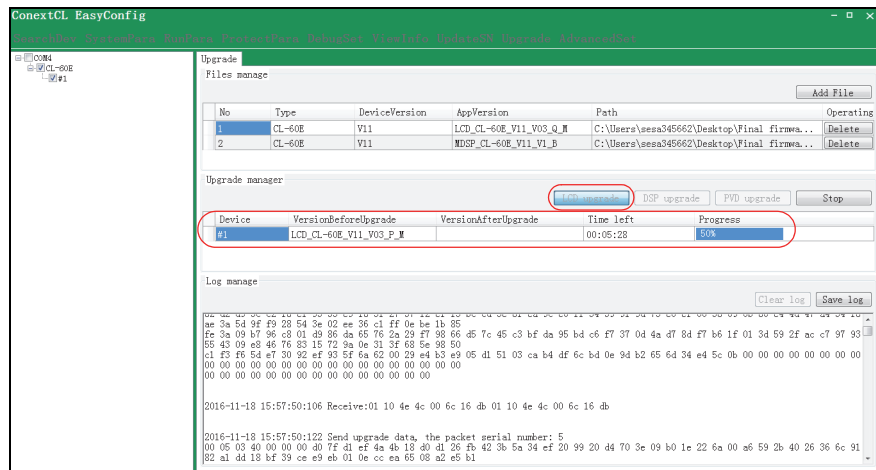 ConextCL EasyConfig
COM4
CL-60E
#1
Upgrade
Files manage
Add File
No Type DeviceVersion AppVersion Path Operating
1 CL-60E V11 LCD_CL-60E_V11_V03_Q_M C:\Users\sesa345662\Desktop\Final firmwa... Delete
2 CL-60E V11 MDSP_CL-60E_V11_V1_B C:\Users\sesa345662\Desktop\Final firmwa... Delete
Upgrade manager
LCD upgrade DSP upgrade PVD upgrade Stop
Device VersionBeforeUpgrade VersionAfterUpgrade Time left Progress
#1 LCD_CL-60E_V11_V03_P_M 00:05:28 50%
Log manage
Clear log Save log
ae 3a 5d 9f f9 28 54 3e 02 ee 36 c1 ff 0e be 1b 85
fe 3a 09 b7 96 c8 01 d9 86 da 65 76 2a 29 f7 98 66 d5 7c 45 c3 bf da 95 bd c6 f7 37 0d 4a d7 8d f7 b6 1f 01 3d 59 2f ac c7 97 93
55 43 09 e8 46 76 83 15 72 9a 0e 31 3f 68 5e 98 50
c1 f3 f6 5d e7 30 92 ef 93 5f 6a 62 00 29 e4 b3 e9 05 d1 51 03 ca b4 df 6c bd 0e 9d b2 65 6d 34 e4 5c 0b 00 00 00 00 00 00 00 00
00 00 00 00 00 00 00 00 00 00 00 00 00 00 00 00 00
00 00 00 00 00 00 00 00 00 00 00 00 00 00 00
2016-11-18 15:57:50:106 Receive:01 10 4e 4c 00 6c 16 db 01 10 4e 4c 00 6c 16 db
2016-11-18 15:57:50:122 Send upgrade data, the packet serial number: 5
00 05 03 40 00 00 00 d0 7f d1 ef 4a 4b 18 d0 d1 26 fb 42 3b 5a 34 ef 20 99 20 d4 70 3e 09 b0 1e 22 6a 00 a6 59 2b 40 26 36 6c 91
82 a1 dd 18 bf 39 ce e9 eb 01 0e cc ea 65 08 a2 e5 b1